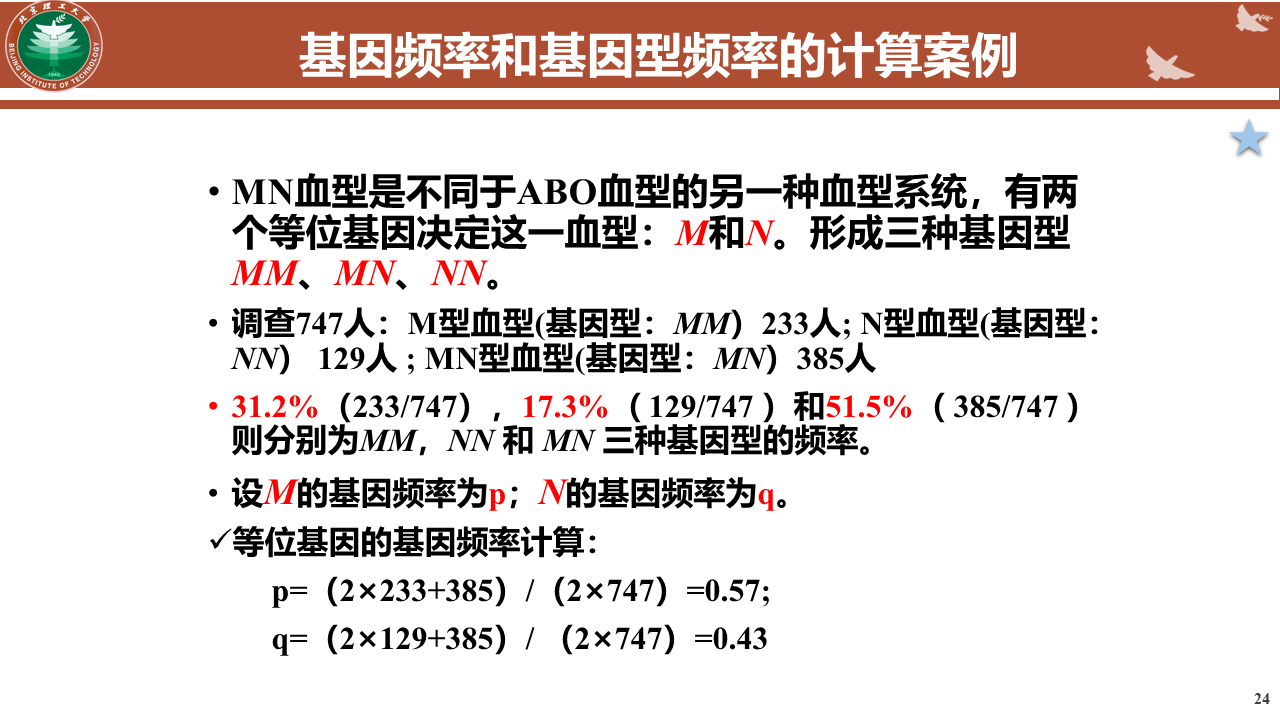 北京理工大学
1940
BEIJING INSTITUTE OF TECHNOLOGY
基因频率和基因型频率的计算案例
• MN血型是不同于ABO血型的另一种血型系统，有两
个等位基因决定这一血型：M和N。形成三种基因型
MM、MN、NN。
• 调查747人：M型血型(基因型：MM）233人; N型血型(基因型：
NN） 129人 ; MN型血型(基因型：MN）385人
• 31.2%（233/747），17.3%（ 129/747 ）和51.5%（ 385/747 ）
则分别为MM，NN 和 MN 三种基因型的频率。
• 设M的基因频率为p；N的基因频率为q。
✓等位基因的基因频率计算：
p=（2×233+385）/（2×747）=0.57;
q=（2×129+385）/ （2×747）=0.43
24